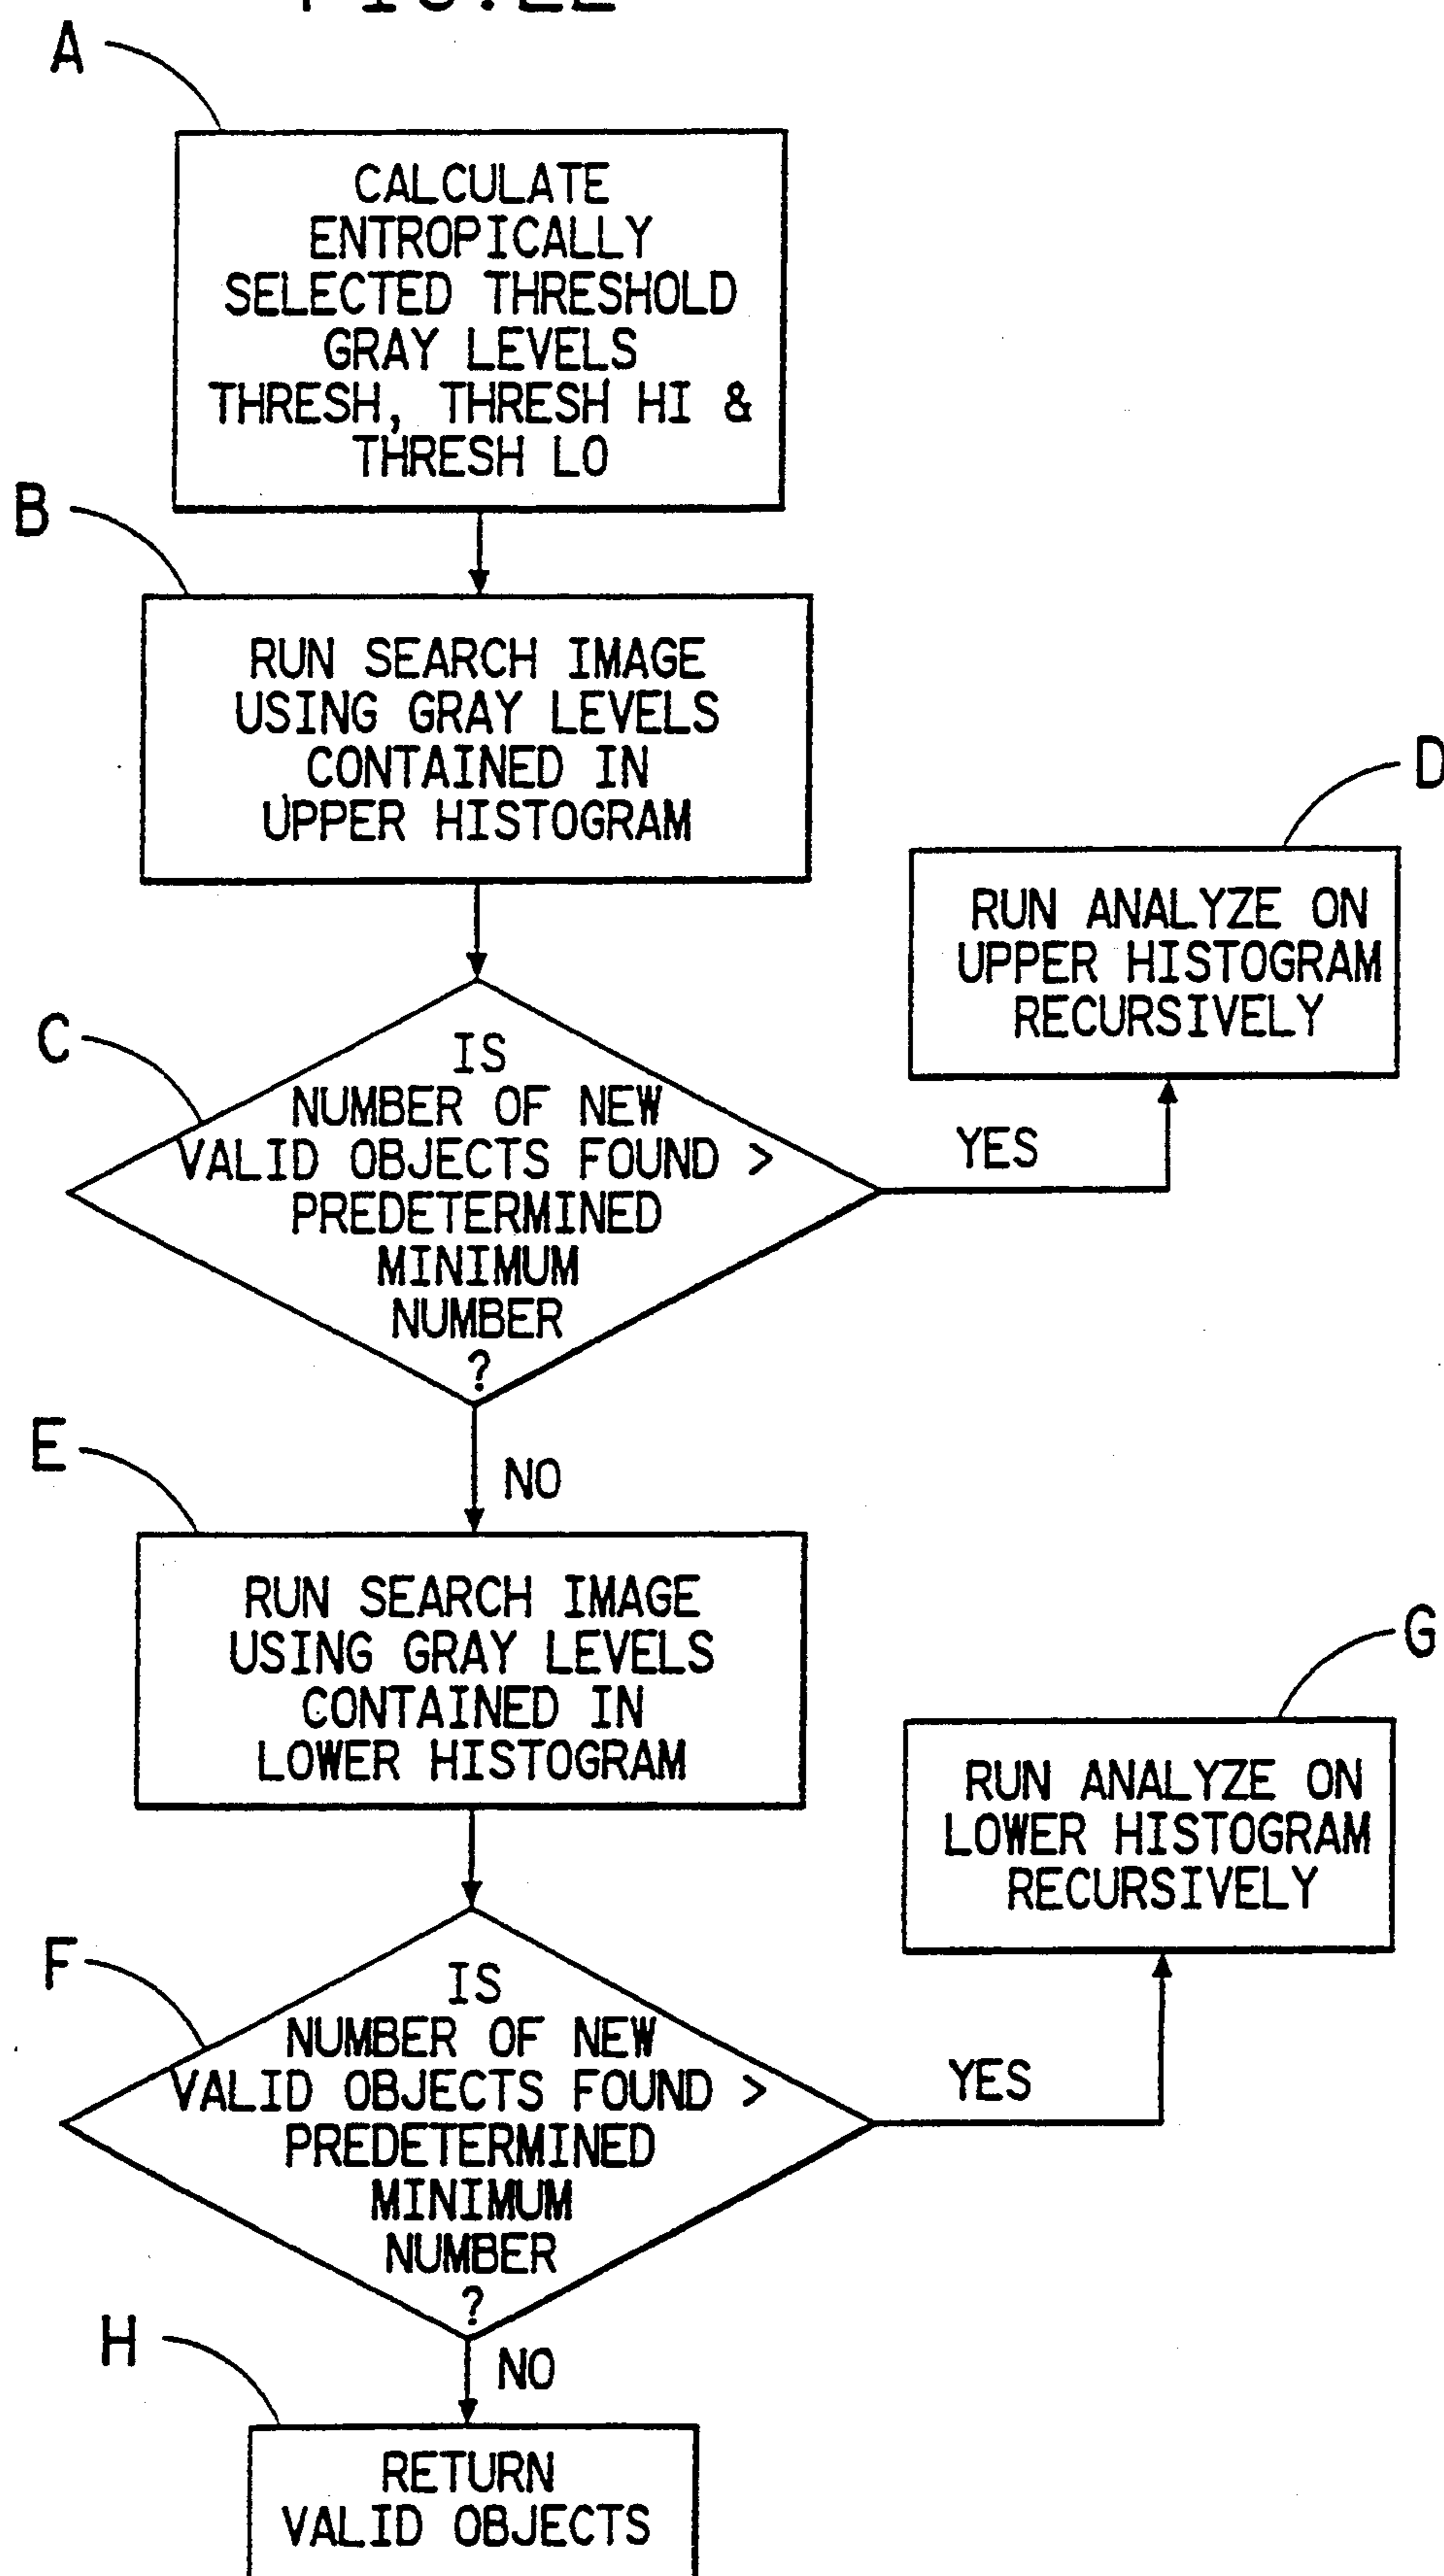 FIG.22
A
CALCULATE
ENTROPICALLY
SELECTED THRESHOLD
GRAY LEVELS
THRESH, THRESH HI &
THRESH LO
B
RUN SEARCH IMAGE
USING GRAY LEVELS
CONTAINED IN
UPPER HISTOGRAM
D
RUN ANALYZE ON
UPPER HISTOGRAM
RECURSIVELY
C
IS
NUMBER OF NEW
VALID OBJECTS FOUND >
PREDETERMINED
MINIMUM
NUMBER
?
YES
NO
E
RUN SEARCH IMAGE
USING GRAY LEVELS
CONTAINED IN
LOWER HISTOGRAM
G
RUN ANALYZE ON
LOWER HISTOGRAM
RECURSIVELY
F
IS
NUMBER OF NEW
VALID OBJECTS FOUND >
PREDETERMINED
MINIMUM
NUMBER
?
YES
NO
H
RETURN
VALID OBJECTS